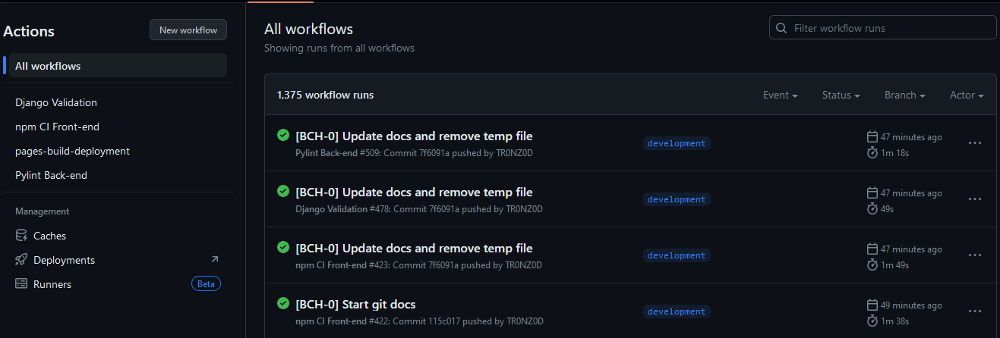 Actions
New workflow
All workflows
Django Validation
npm CI Front-end
pages-build-deployment
Pylint Back-end
Management
Caches
Deployments
Runners
Beta
All workflows
Showing runs from all workflows
Filter workflow runs
1,375 workflow runs
Event
Status
Branch
Actor
[BCH-0] Update docs and remove temp file
Pylint Back-end #509: Commit 7f6091a pushed by TR0NZ0D
development
47 minutes ago
1m 18s
[BCH-0] Update docs and remove temp file
Django Validation #478: Commit 7f6091a pushed by TR0NZ0D
development
47 minutes ago
49s
[BCH-0] Update docs and remove temp file
npm CI Front-end #423: Commit 7f6091a pushed by TR0NZ0D
development
47 minutes ago
1m 49s
[BCH-0] Start git docs
npm CI Front-end #422: Commit 115c017 pushed by TR0NZ0D
development
49 minutes ago
1m 38s